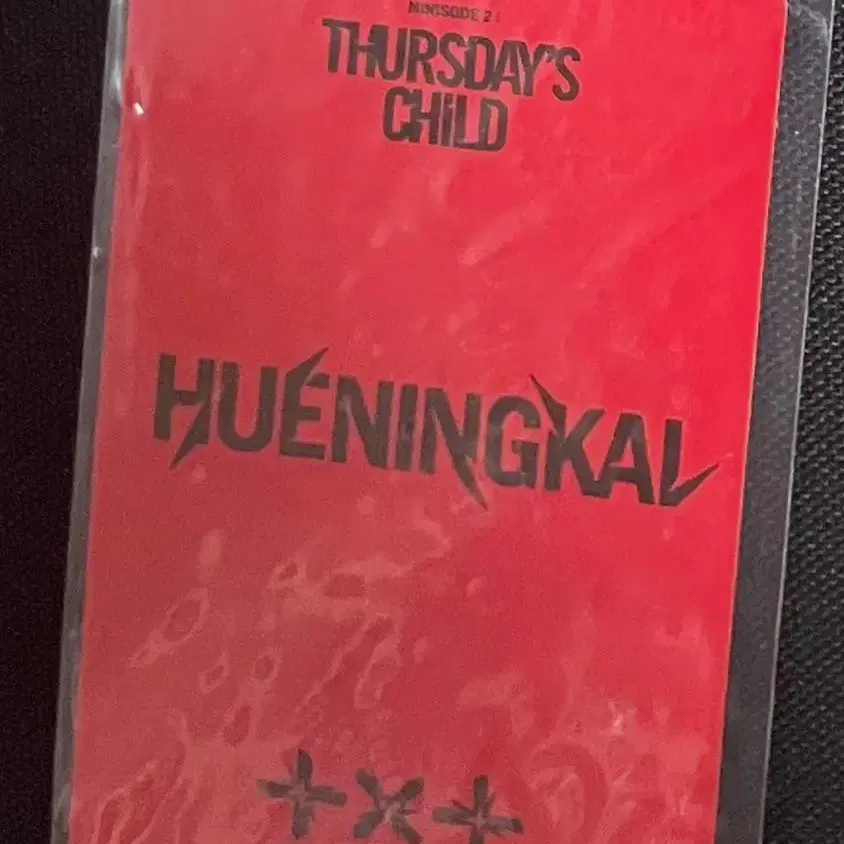 MINISODE 2 :
THURSDAY'S
CHILD
HUENINGKAI